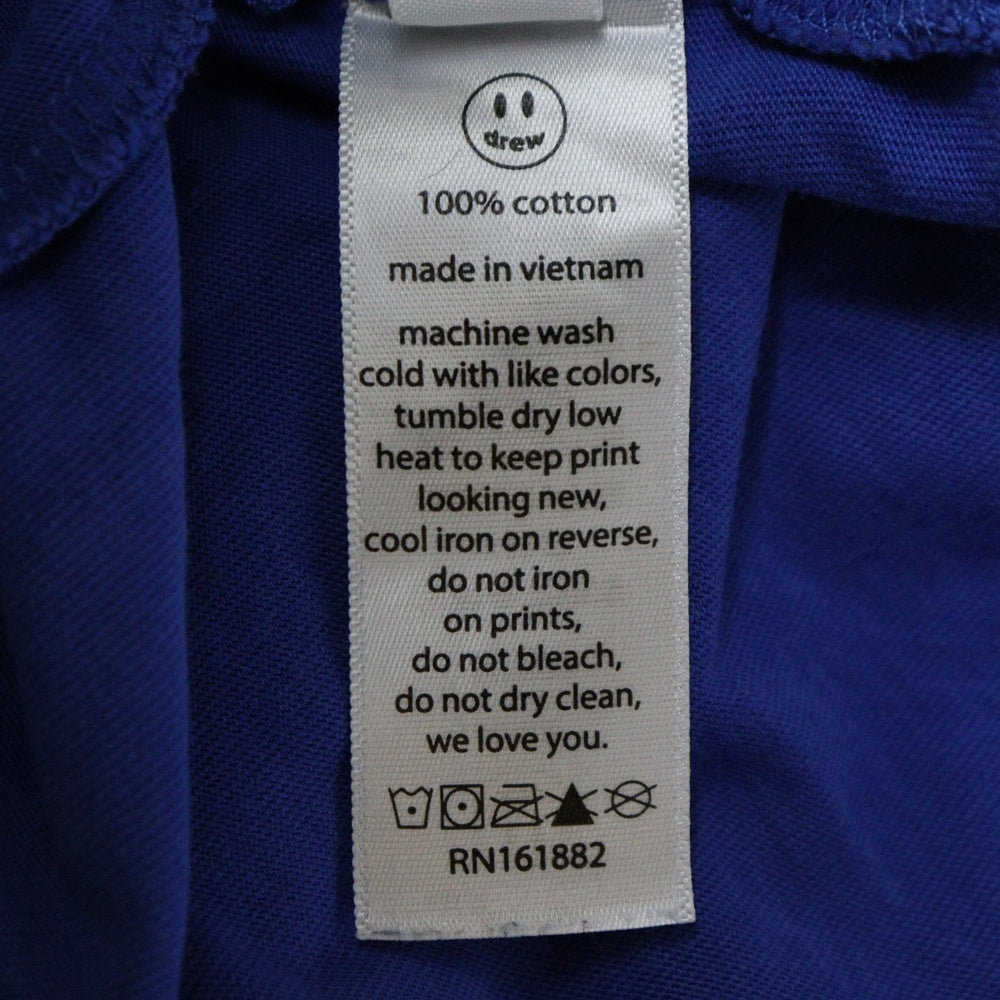 drew
100% cotton
made in vietnam
machine wash
cold with like colors,
tumble dry low
heat to keep print
looking new,
cool iron on reverse,
do not iron
on prints,
do not bleach,
do not dry clean,
we love you.
RN161882